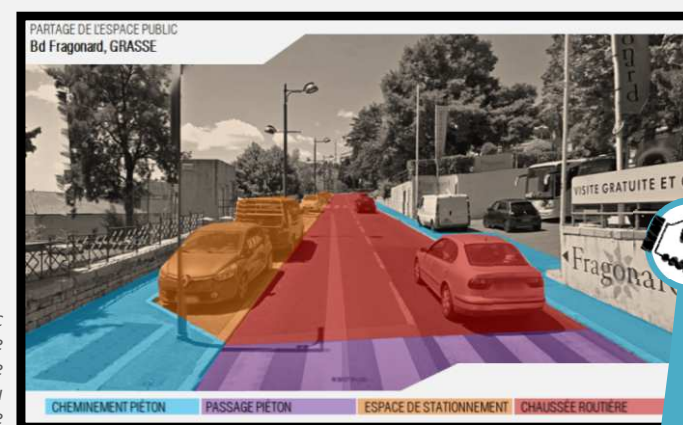 PARTAGE DE L'ESPACE PUBLIC
Bd Fragonard, GRASSE
VISITE GRATUITE ET
Fragonar
CHEMINEMENT PIÉTON
PASSAGE PIÉTON
ESPACE DE STATIONNEMENT
CHAUSSÉE ROUTIÈRE